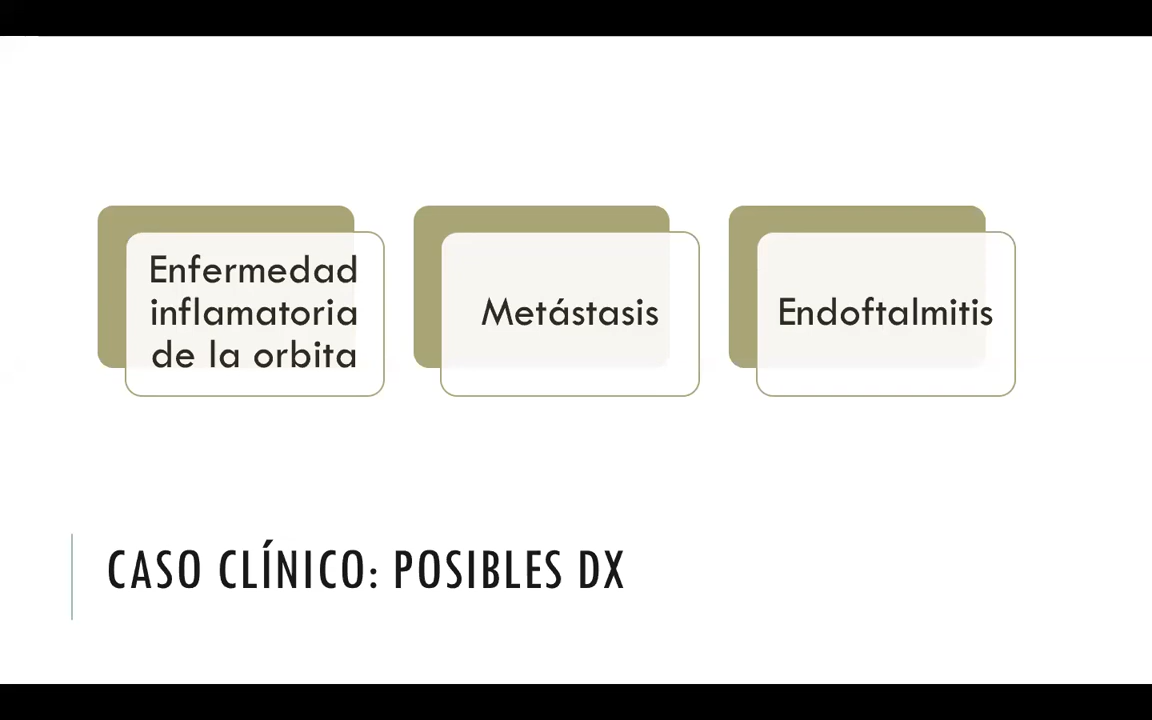 Enfermedad
inflamatoria
de la orbita
Metástasis
Endoftalmitis
CASO CLÍNICO: POSIBLES DX